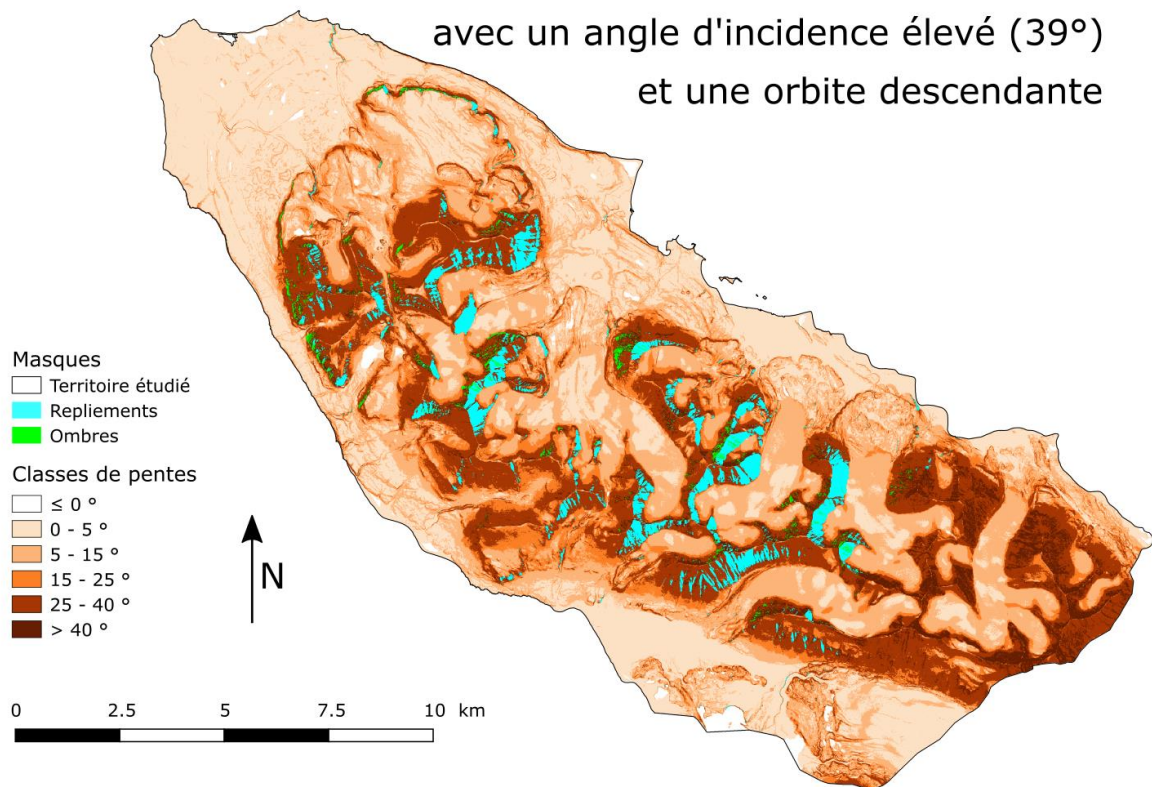 avec un angle d'incidence élevé (39°)
et une orbite descendante
Masques
Territoire étudié
Repliements
Ombres
Classes de pentes
≤ 0 °
0 - 5 °
5 - 15 °
15 - 25 °
25 - 40 °
> 40 °
N
0 2.5 5 7.5 10 km